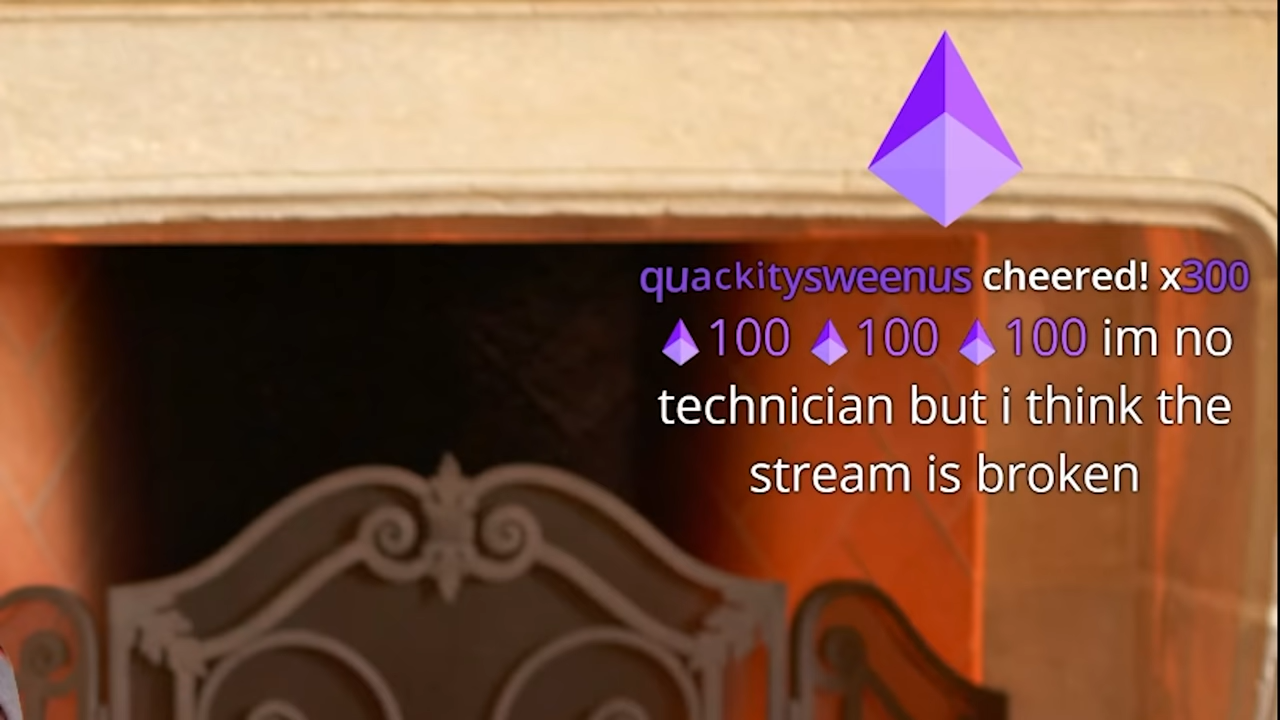 quackitysweenus cheered! x300
100 100 100 im no
technician but i think the
stream is broken